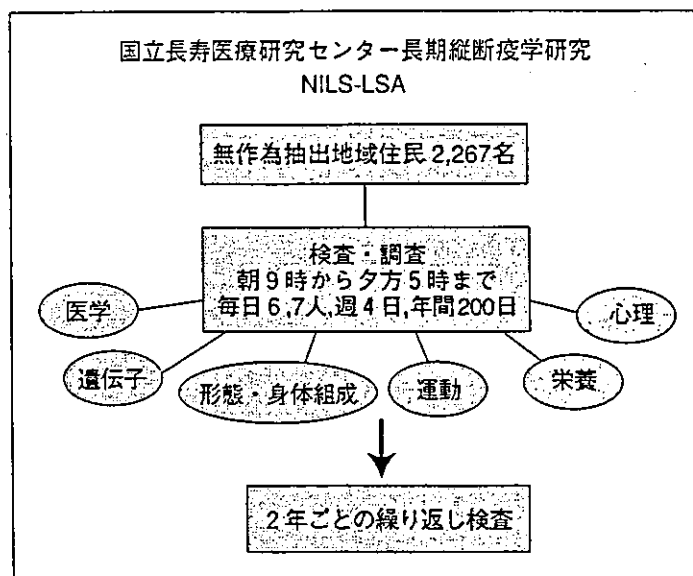 国立長寿医療研究センター長期縦断疫学研究
NILS-LSA
無作為抽出地域住民2,267名
検査・調査
朝9時から夕方5時まで
毎日6,7人,週4日,年間200日
医学
心理
遺伝子
形態・身体組成
運動
栄養
2年ごとの繰り返し検査